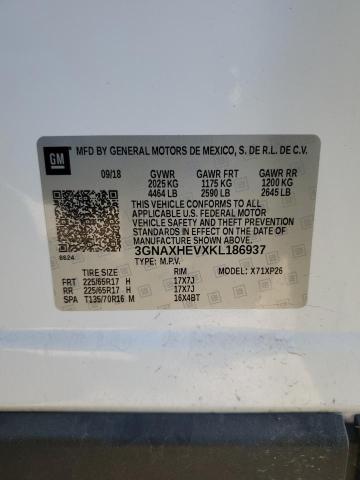 GM
MFD BY GENERAL MOTORS DE MEXICO, S. DE R.L. DE C.V.
09/18 GVWR GAWR FRT GAWR RR
2025 KG 1175 KG 1200 KG
4464 LB 2590 LB 2645 LB
THIS VEHICLE CONFORMS TO ALL
APPLICABLE U.S. FEDERAL MOTOR
VEHICLE SAFETY AND THEFT
PREVENTION STANDARDS IN EFFECT
ON THE DATE OF MANUFACTURE
SHOWN ABOVE.
8624 3GNAXHEVXKL186937
TYPE: M.P.V.
TIRE SIZE RIM MODEL: X71XP26
FRT 225/65R17 H 17X7J
RR 225/65R17 H 17X7J
SPA T135/70R16 M 16X4BT